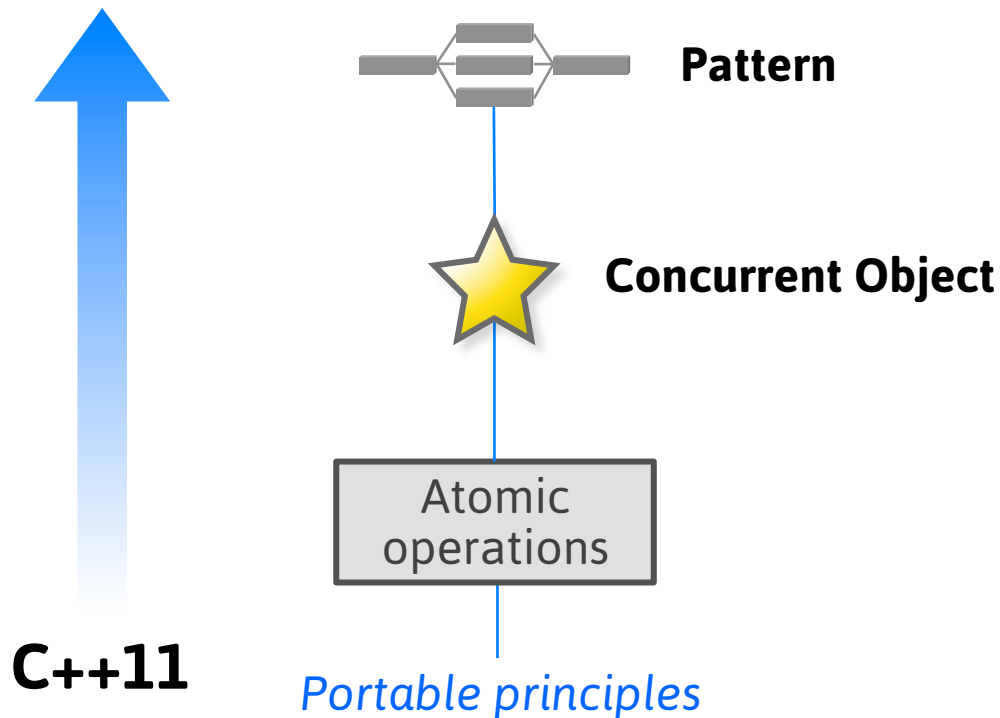 Pattern
Concurrent Object
Atomic
operations
C++11
Portable principles